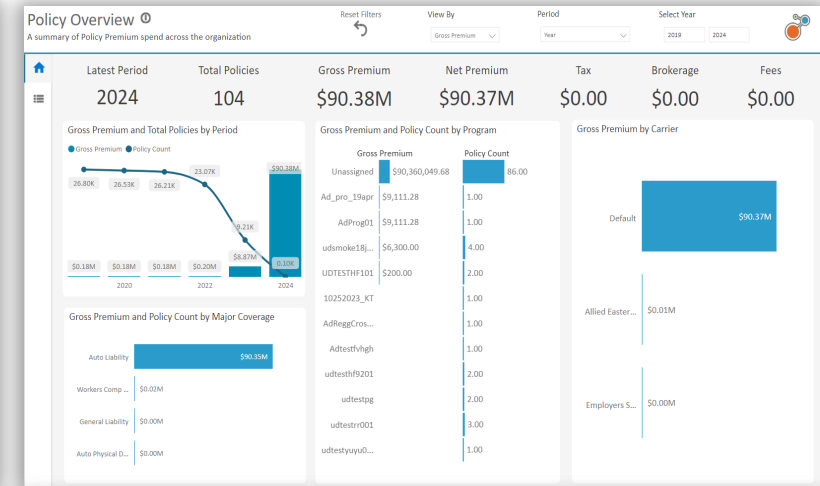 Policy Overview
A summary of Policy Premium spend across the organization
Reset Filters
View By
Gross Premium
Period
Year
Select Year
2019 2024
Latest Period
2024
Total Policies
104
Gross Premium
$90.38M
Net Premium
$90.37M
Tax
$0.00
Brokerage
$0.00
Fees
$0.00
Gross Premium and Total Policies by Period
Gross Premium Policy Count
26.80K 26.53K 26.21K 23.07K 9.21K 0.10K
$0.18M $0.18M $0.18M $0.20M $8.87M $90.38M
2020 2022 2024
Gross Premium and Policy Count by Major Coverage
Auto Liability $90.35M
Workers Comp ... $0.02M
General Liability $0.00M
Auto Physical D... $0.00M
Gross Premium and Policy Count by Program
Gross Premium Policy Count
Unassigned $90,360,049.68 86.00
Ad_pro_19apr $9,111.28 1.00
AdProg01 $9,111.28 1.00
udsmoke18j... $6,300.00 4.00
UDTESTHF101 $200.00 2.00
10252023_KT 1.00
AdReggCros... 1.00
Adtestfvhgh 1.00
udtesthf9201 2.00
udtestpg 2.00
udtestrr001 3.00
udtestyuyu0... 1.00
Gross Premium by Carrier
Default $90.37M
Allied Easter... $0.01M
Employers S... $0.00M